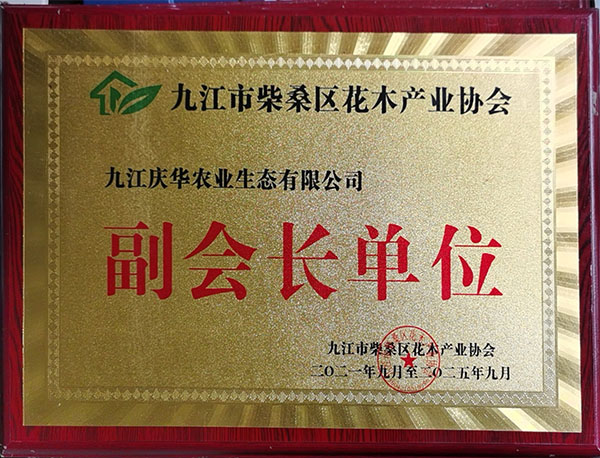 九江市柴桑区花木产业协会
九江庆华农业生态有限公司
副会长单位
九江市柴桑区花木产业协会
二〇二一年九月至二〇二五年九月